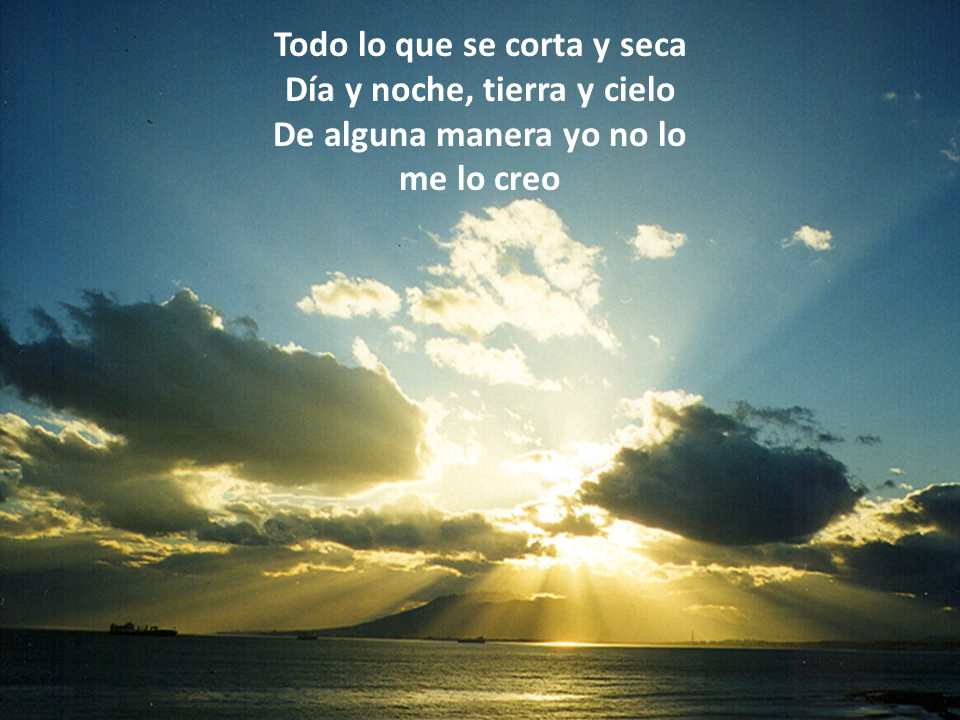 Todo lo que se corta y seca
Día y noche, tierra y cielo
De alguna manera yo no lo
me lo creo